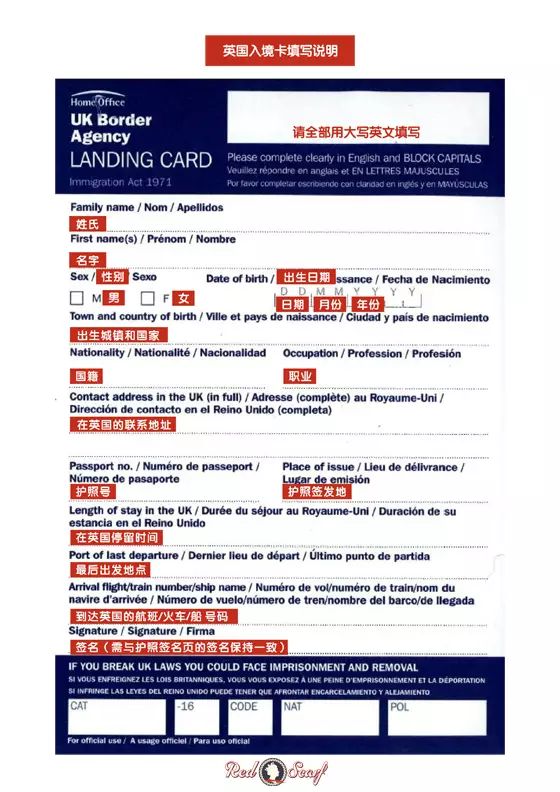 英国入境卡填写说明
Home Office
UK Border
Agency
LANDING CARD
Immigration Act 1971
请全部用大写英文填写
Please complete clearly in English and BLOCK CAPITALS
Veuillez répondre en anglais et EN LETTRES MAJUSCULES
Por favor completar escribiendo con claridad en inglés y en MAYÚSCULAS
Family name / Nom / Apellidos
姓氏
First name(s) / Prénom / Nombre
名字
Sex / 性别 Sexo
Date of birth / 出生日期 ssance / Fecha de Nacimiento
M 男 F 女
D D M M Y Y Y Y
日期 月份 年份
Town and country of birth / Ville et pays de naissance / Ciudad y país de nacimiento
出生城镇和国家
Nationality / Nationalité / Nacionalidad
Occupation / Profession / Profesión
国籍
职业
Contact address in the UK (in full) / Adresse (complète) au Royaume-Uni /
Dirección de contacto en el Reino Unido (completa)
在英国的联系地址
Passport no. / Numéro de passeport /
Número de pasaporte
护照号
Place of issue / Lieu de délivrance /
Lugar de emisión
护照签发地
Length of stay in the UK / Durée du séjour au Royaume-Uni / Duración de su
estancia en el Reino Unido
在英国停留时间
Port of last departure / Dernier lieu de départ / Último punto de partida
最后出发地点
Arrival flight/train number/ship name / Numéro de vol/numéro de train/nom du
navire d'arrivée / Número de vuelo/número de tren/nombre del barco/de llegada
到达英国的航班/火车/船 号码
Signature / Signature / Firma
签名（需与护照签名页的签名保持一致）
IF YOU BREAK UK LAWS YOU COULD FACE IMPRISONMENT AND REMOVAL
SI VOUS ENFREIGNEZ LES LOIS BRITANNIQUES, VOUS VOUS EXPOSEZ À UNE PEINE D'EMPRISONNEMENT ET LA DÉPORTATION
SI INFRINGE LAS LEYES DEL REINO UNIDO PUEDE TENER QUE AFRONTAR ENCARCELAMIENTO Y ALEJAMIENTO
CAT -16 CODE NAT POL
For official use / A usage officiel / Para uso oficial
Red Scarf